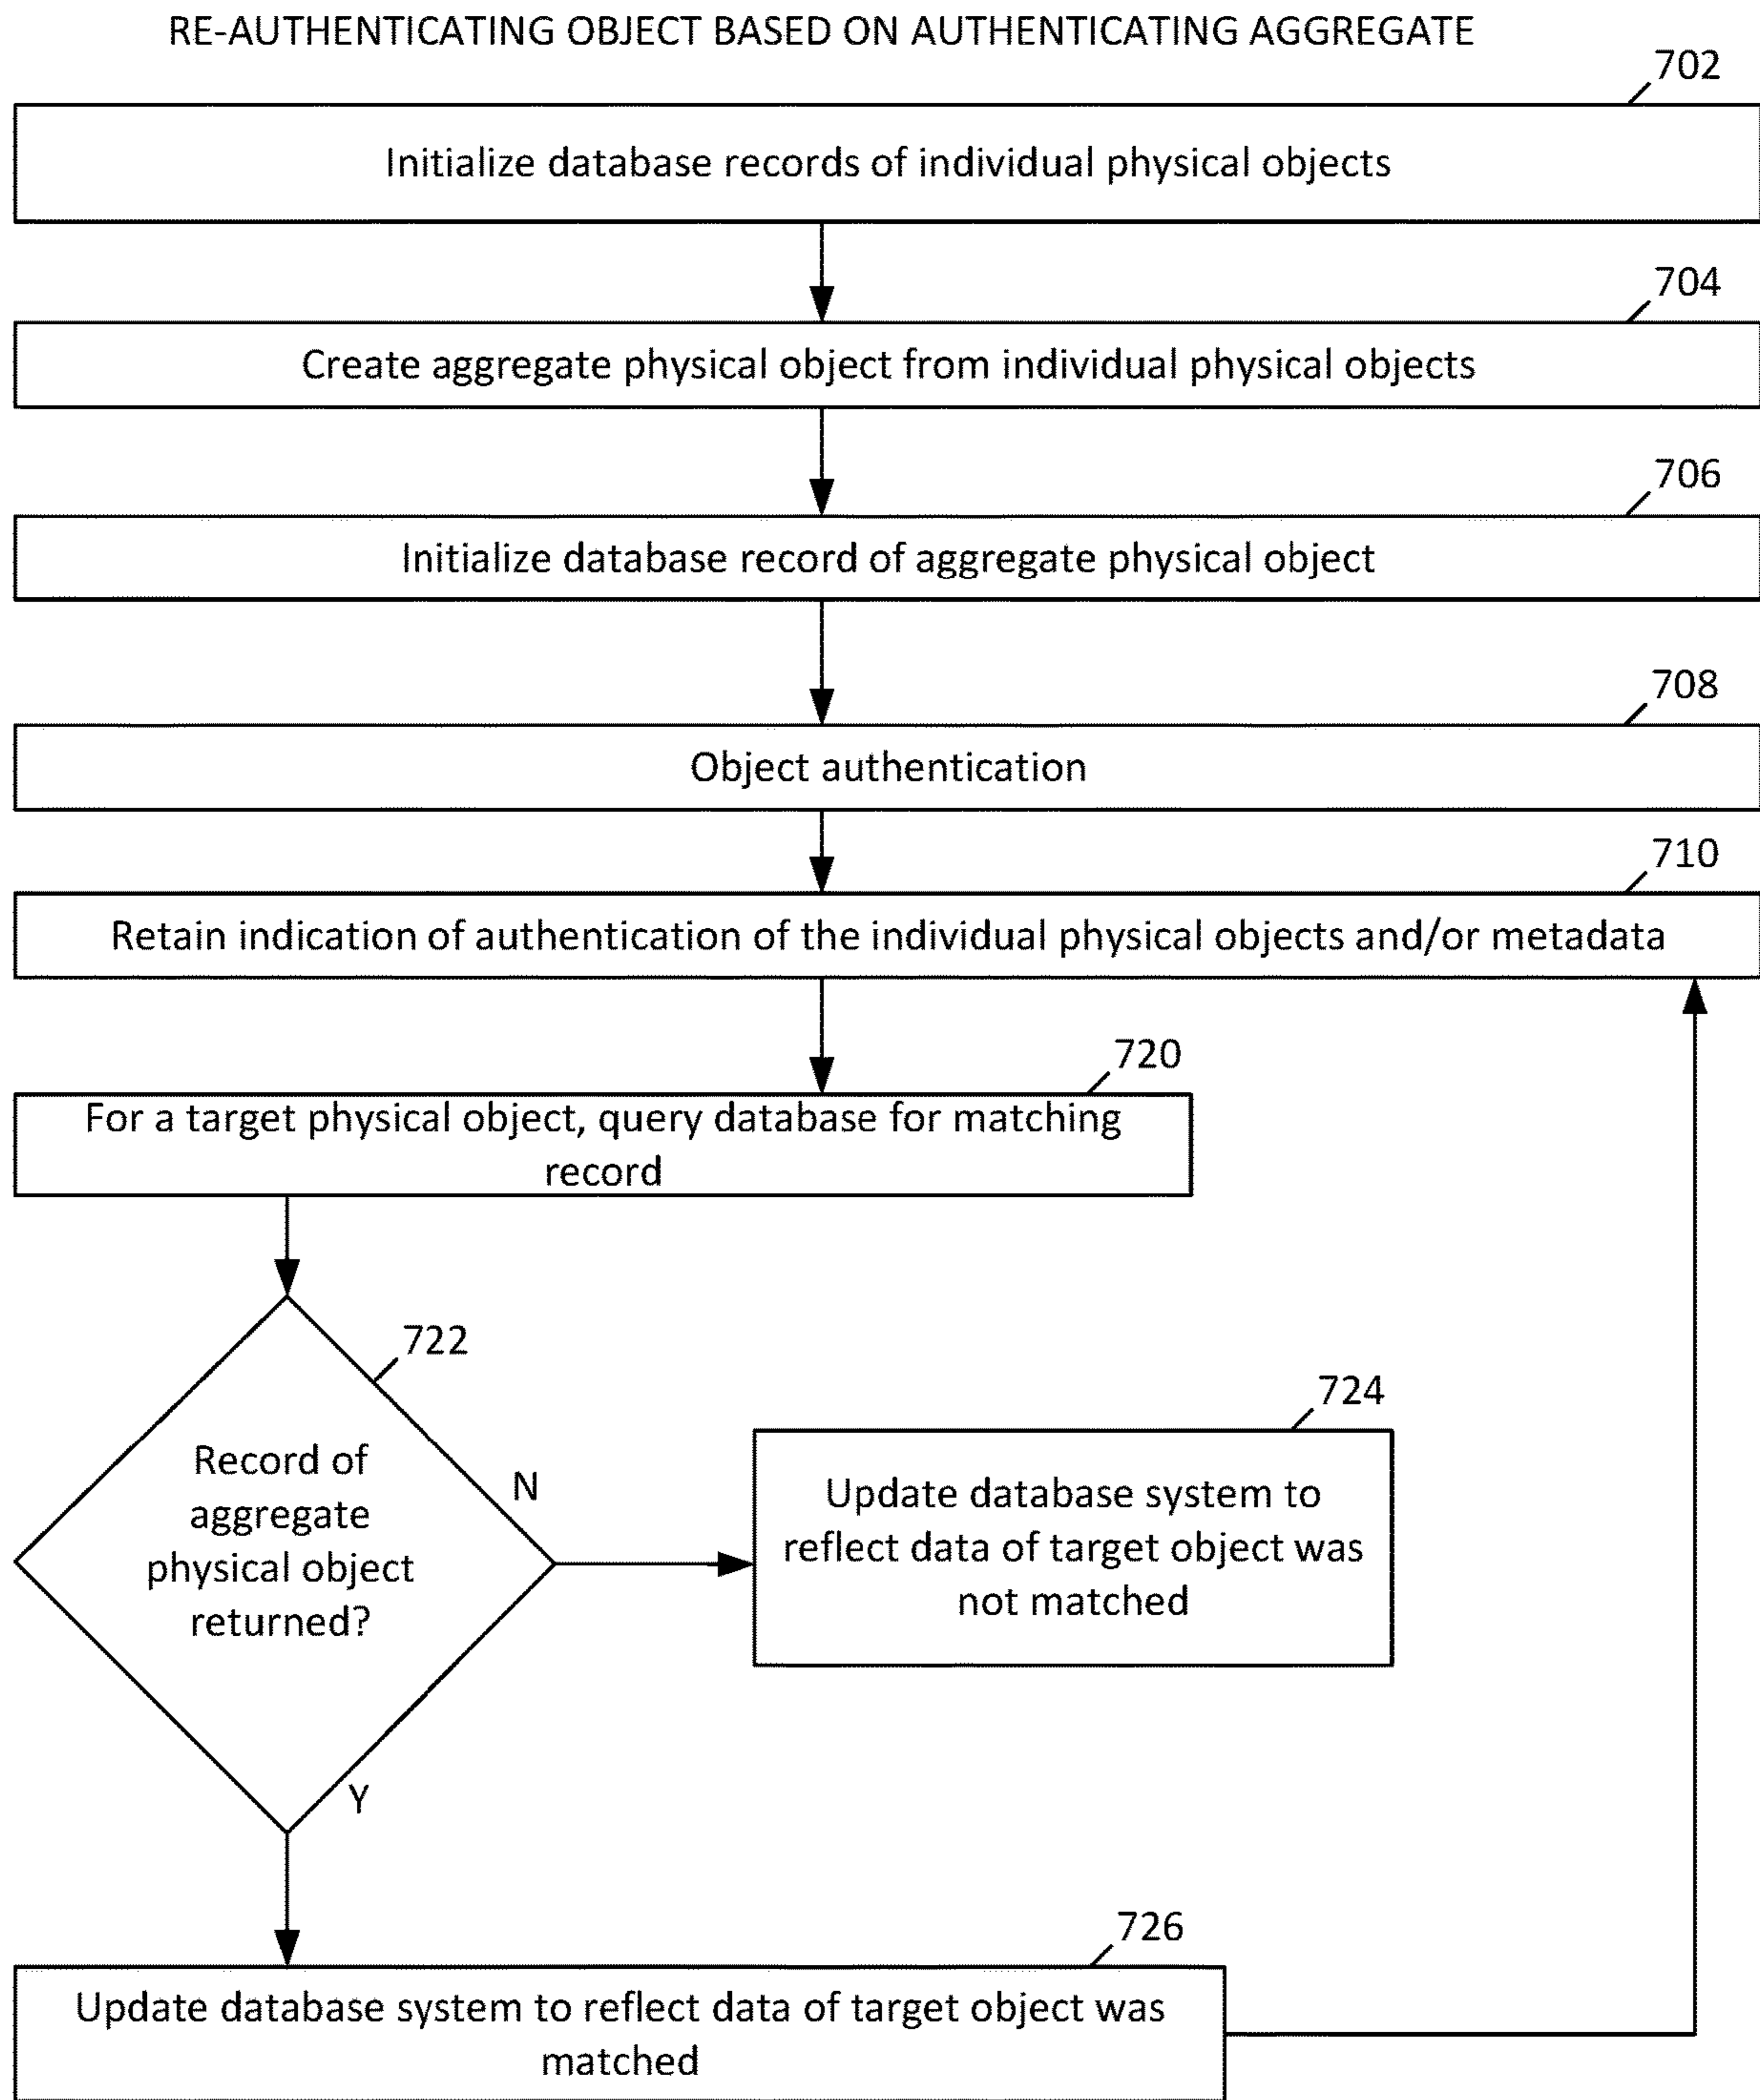 RE-AUTHENTICATING OBJECT BASED ON AUTHENTICATING AGGREGATE
702
Initialize database records of individual physical objects
704
Create aggregate physical object from individual physical objects
706
Initialize database record of aggregate physical object
708
Object authentication
710
Retain indication of authentication of the individual physical objects and/or metadata
720
For a target physical object, query database for matching
record
722
Record of
aggregate
physical object
returned?
N
724
Update database system to
reflect data of target object was
not matched
Y
726
Update database system to reflect data of target object was
matched